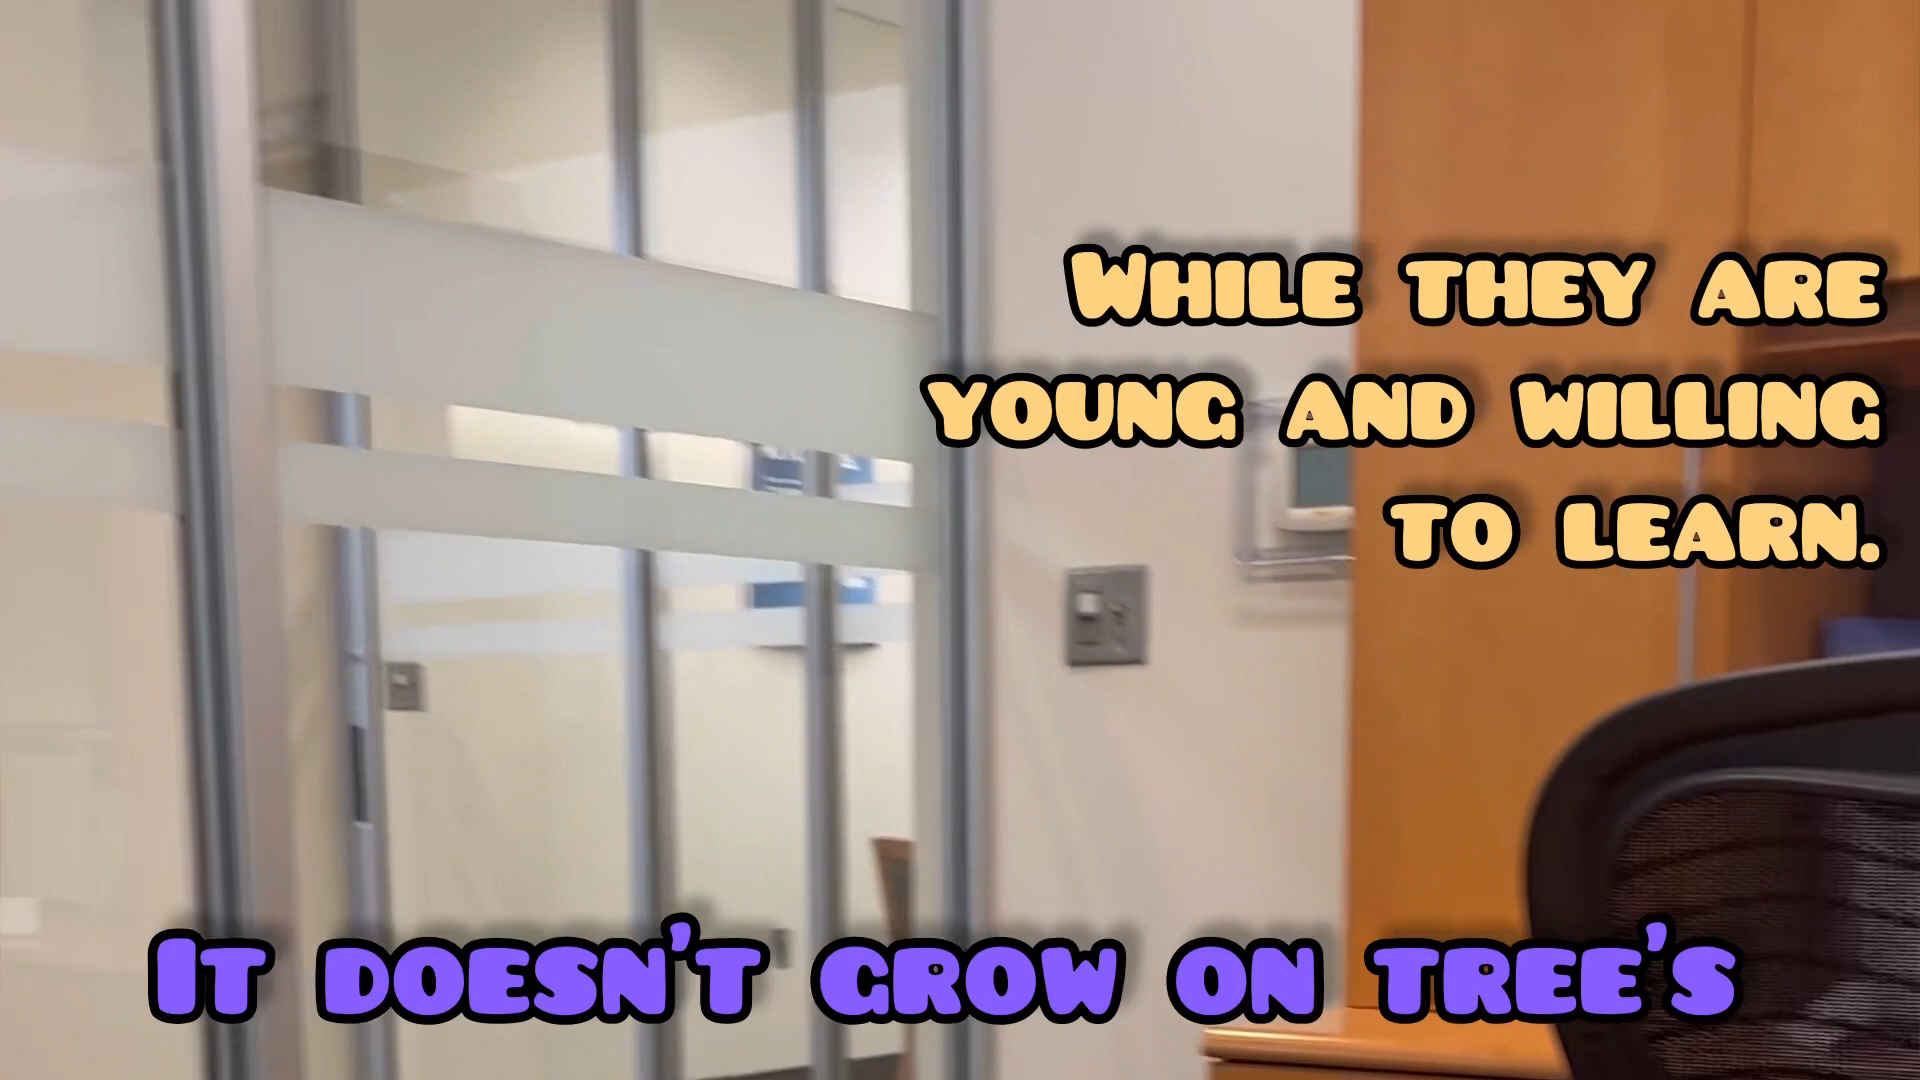 While they are
young and willing
to learn.
It doesn't grow on tree's